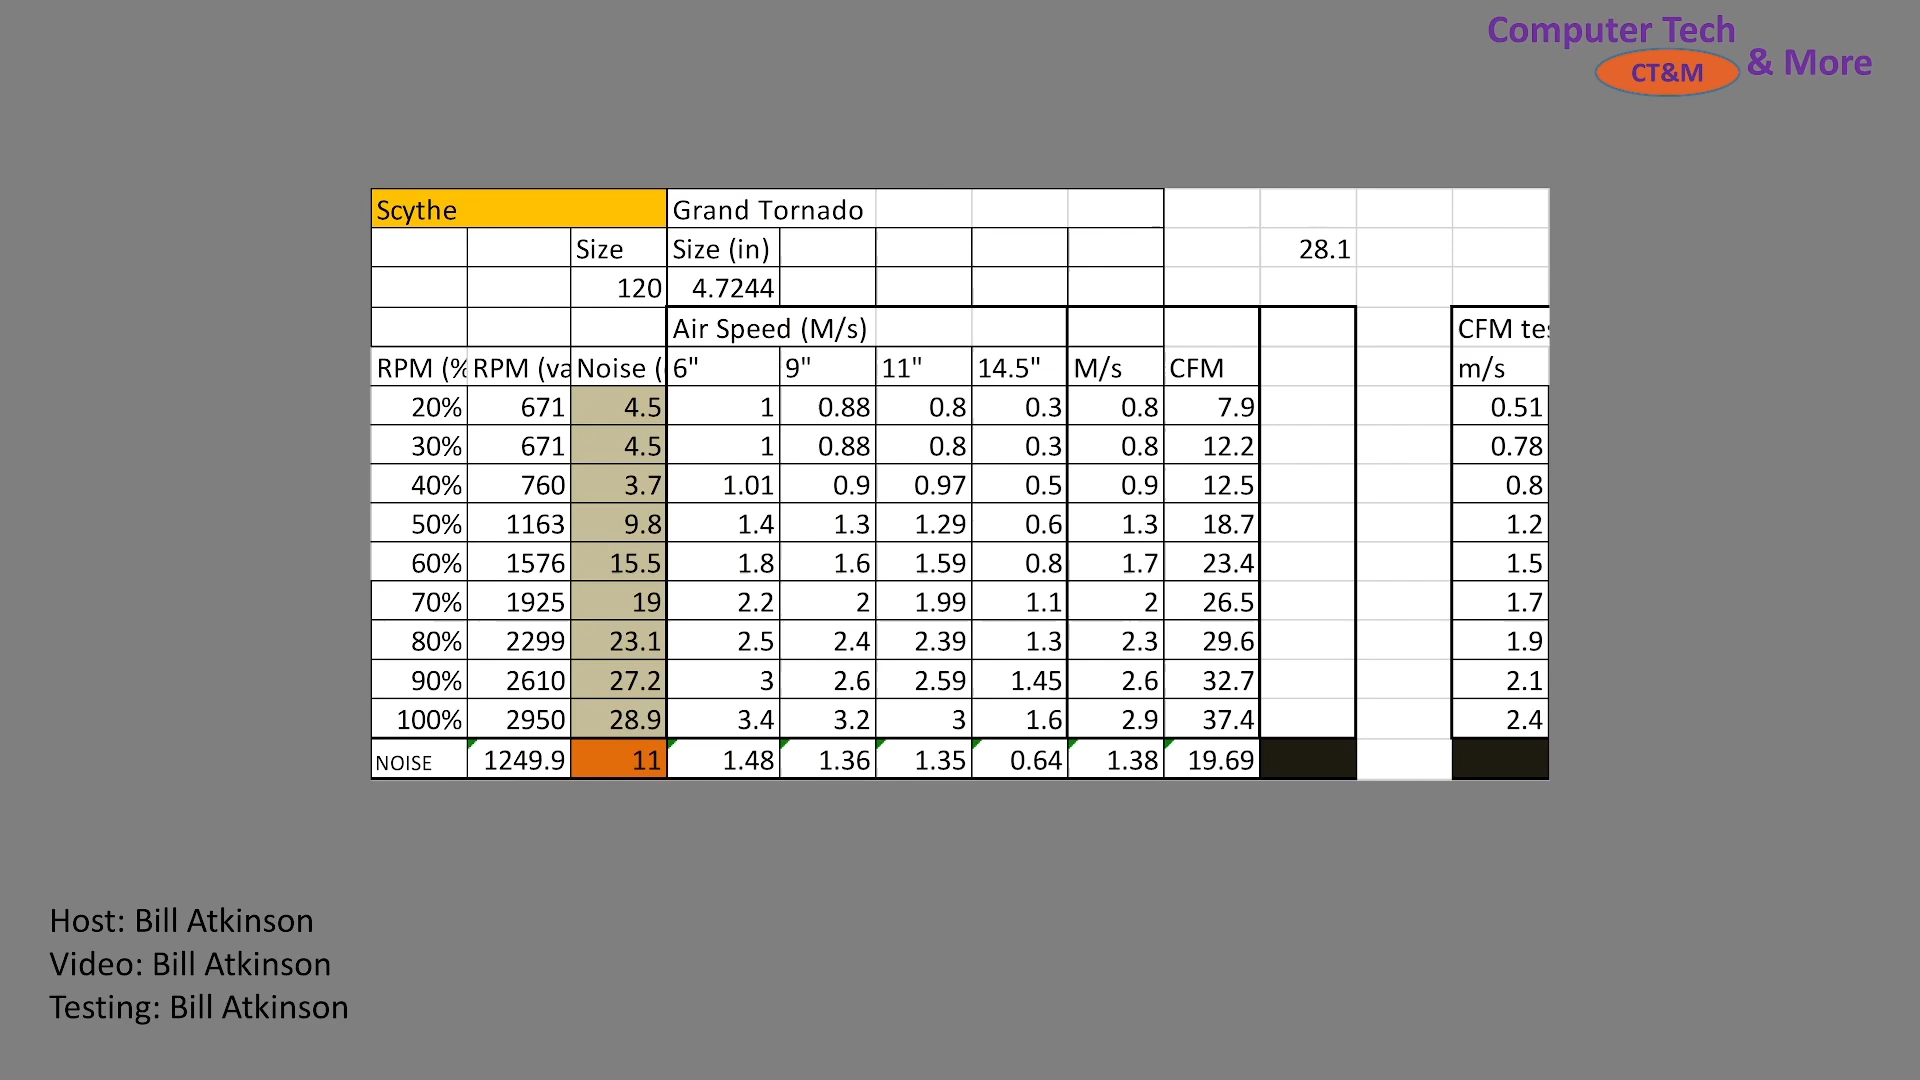 Computer Tech
CT&M & More
Scythe Grand Tornado
Size Size (in) 28.1
120 4.7244
Air Speed (M/s) CFM tes
RPM (% RPM (va Noise ( 6" 9" 11" 14.5" M/s CFM m/s
20% 671 4.5 1 0.88 0.8 0.3 0.8 7.9 0.51
30% 671 4.5 1 0.88 0.8 0.3 0.8 12.2 0.78
40% 760 3.7 1.01 0.9 0.97 0.5 0.9 12.5 0.8
50% 1163 9.8 1.4 1.3 1.29 0.6 1.3 18.7 1.2
60% 1576 15.5 1.8 1.6 1.59 0.8 1.7 23.4 1.5
70% 1925 19 2.2 2 1.99 1.1 2 26.5 1.7
80% 2299 23.1 2.5 2.4 2.39 1.3 2.3 29.6 1.9
90% 2610 27.2 3 2.6 2.59 1.45 2.6 32.7 2.1
100% 2950 28.9 3.4 3.2 3 1.6 2.9 37.4 2.4
NOISE 1249.9 11 1.48 1.36 1.35 0.64 1.38 19.69
Host: Bill Atkinson
Video: Bill Atkinson
Testing: Bill Atkinson